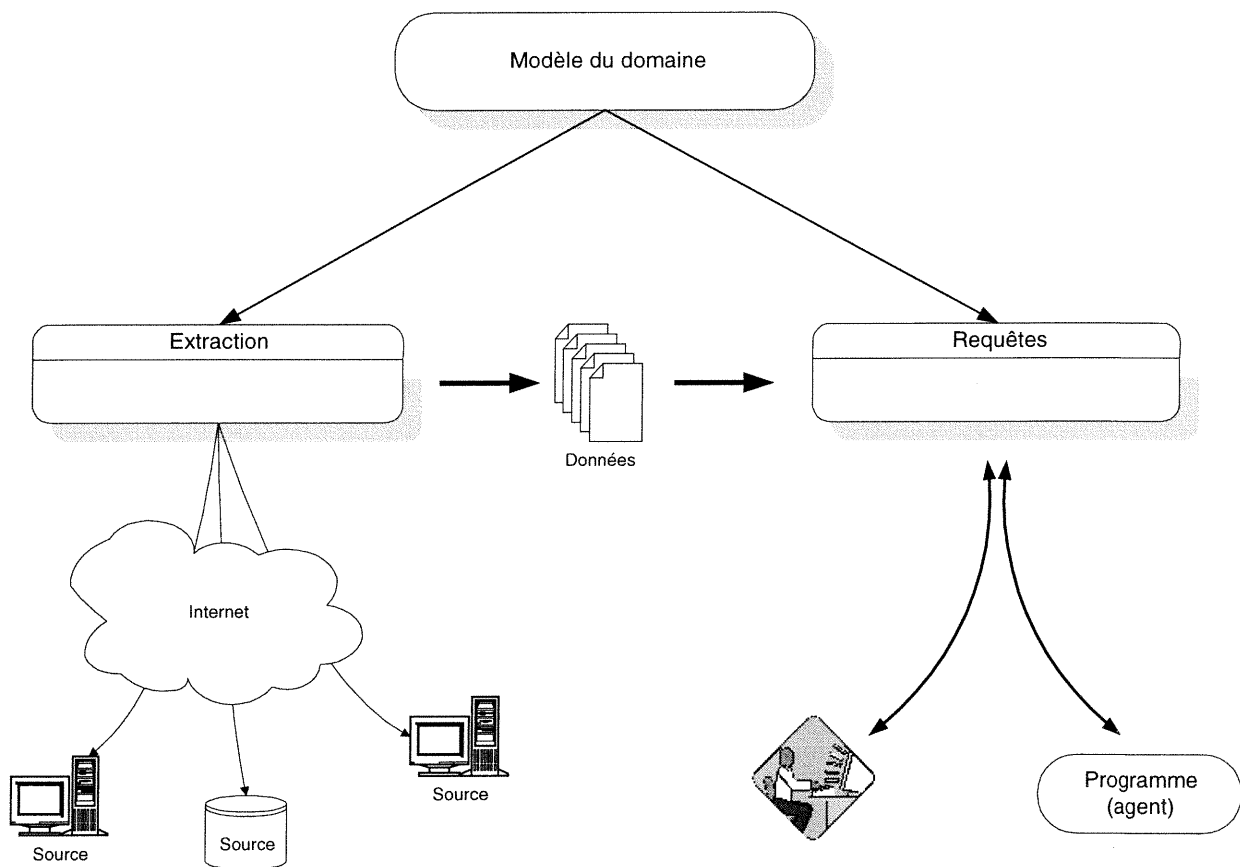 Modèle du domaine
Extraction
Requêtes
Données
Internet
Source
Source
Source
Programme
(agent)